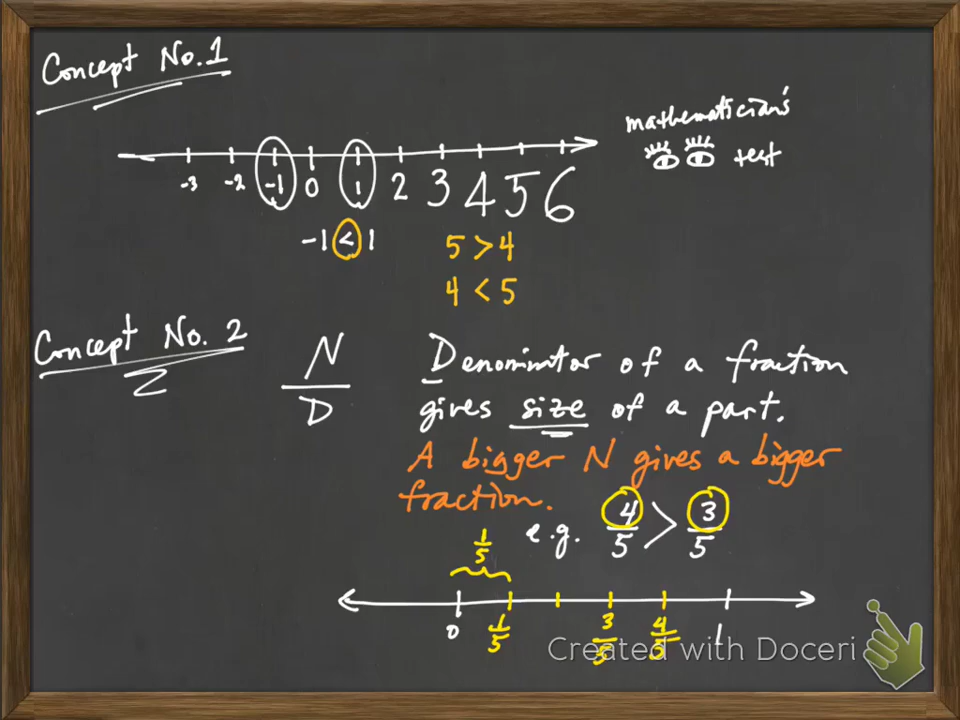 Concept No.1
mathematician's
test
-3 -2 -1 0 1 2 3 4 5 6
-1 < 1
5 > 4
4 < 5
Concept No. 2
N/D
Denominator of a fraction
gives size of a part.
A bigger N gives a bigger
fraction.
e.g. 4/5 > 3/5
1/5
0 1/5 3/5 4/5 1
Created with Doceri